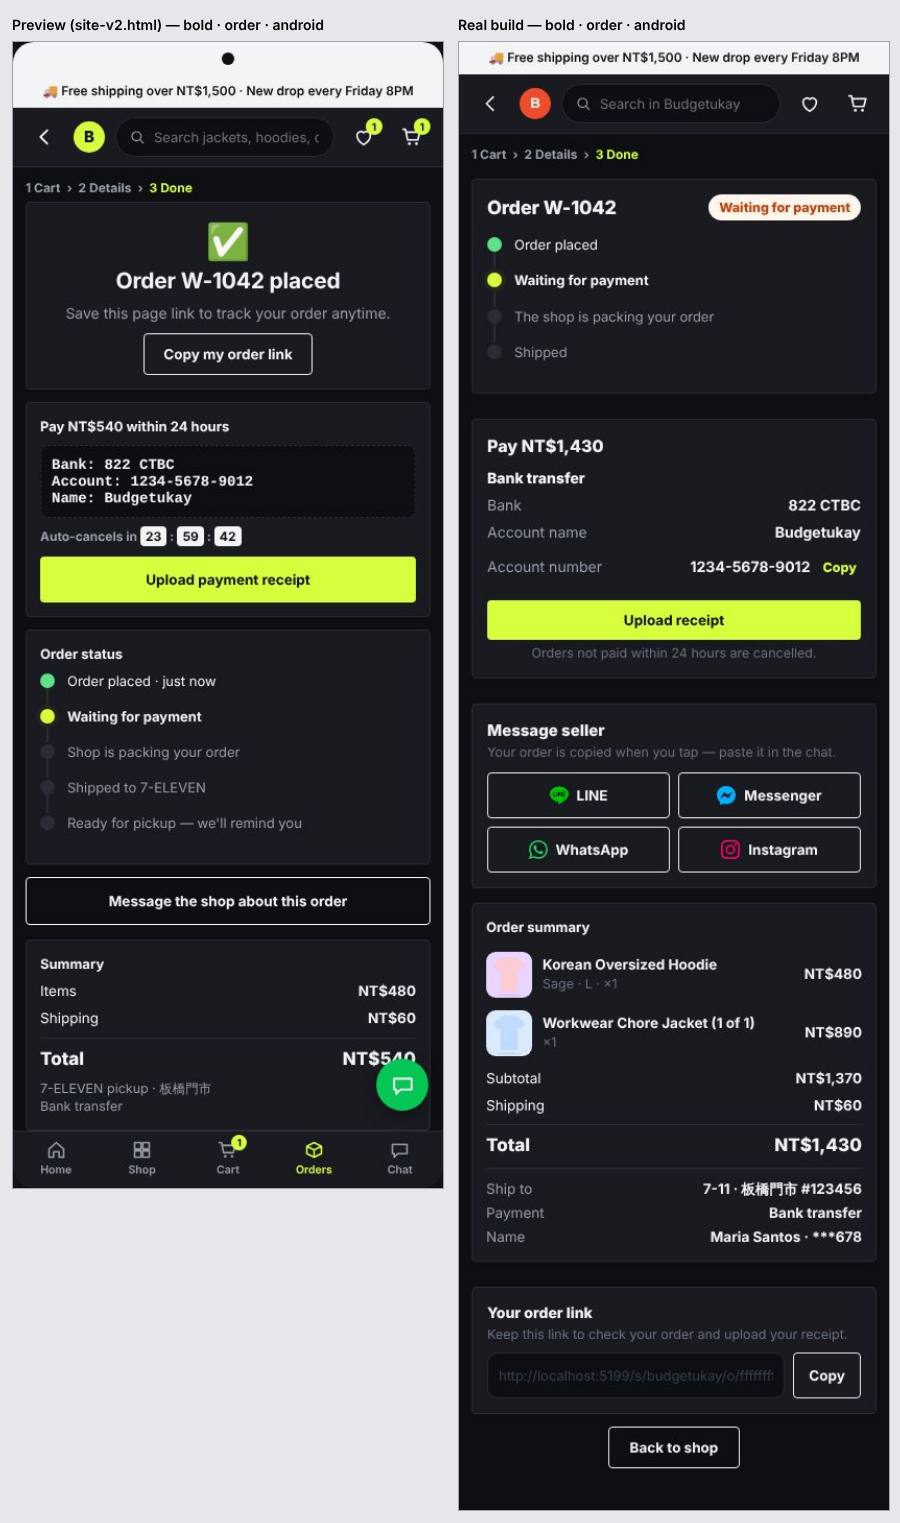 Preview (site-v2.html) — bold · order · android
🚚 Free shipping over NT$1,500 · New drop every Friday 8PM
B
Search jackets, hoodies, c
1
1
1 Cart › 2 Details › 3 Done
Order W-1042 placed
Save this page link to track your order anytime.
Copy my order link
Pay NT$540 within 24 hours
Bank: 822 CTBC
Account: 1234-5678-9012
Name: Budgetukay
Auto-cancels in 23 : 59 : 42
Upload payment receipt
Order status
Order placed · just now
Waiting for payment
Shop is packing your order
Shipped to 7-ELEVEN
Ready for pickup — we'll remind you
Message the shop about this order
Summary
Items NT$480
Shipping NT$60
Total NT$540
7-ELEVEN pickup · 板橋門市
Bank transfer
1
Home Shop Cart Orders Chat
Real build — bold · order · android
🚚 Free shipping over NT$1,500 · New drop every Friday 8PM
B
Search in Budgetukay
1 Cart › 2 Details › 3 Done
Order W-1042
Waiting for payment
Order placed
Waiting for payment
The shop is packing your order
Shipped
Pay NT$1,430
Bank transfer
Bank 822 CTBC
Account name Budgetukay
Account number 1234-5678-9012 Copy
Upload receipt
Orders not paid within 24 hours are cancelled.
Message seller
Your order is copied when you tap — paste it in the chat.
LINE
Messenger
WhatsApp
Instagram
Order summary
Korean Oversized Hoodie NT$480
Sage · L · ×1
Workwear Chore Jacket (1 of 1) NT$890
×1
Subtotal NT$1,370
Shipping NT$60
Total NT$1,430
Ship to 7-11 · 板橋門市 #123456
Payment Bank transfer
Name Maria Santos · ***678
Your order link
Keep this link to check your order and upload your receipt.
http://localhost:5199/s/budgetukay/o/fffffff
Copy
Back to shop